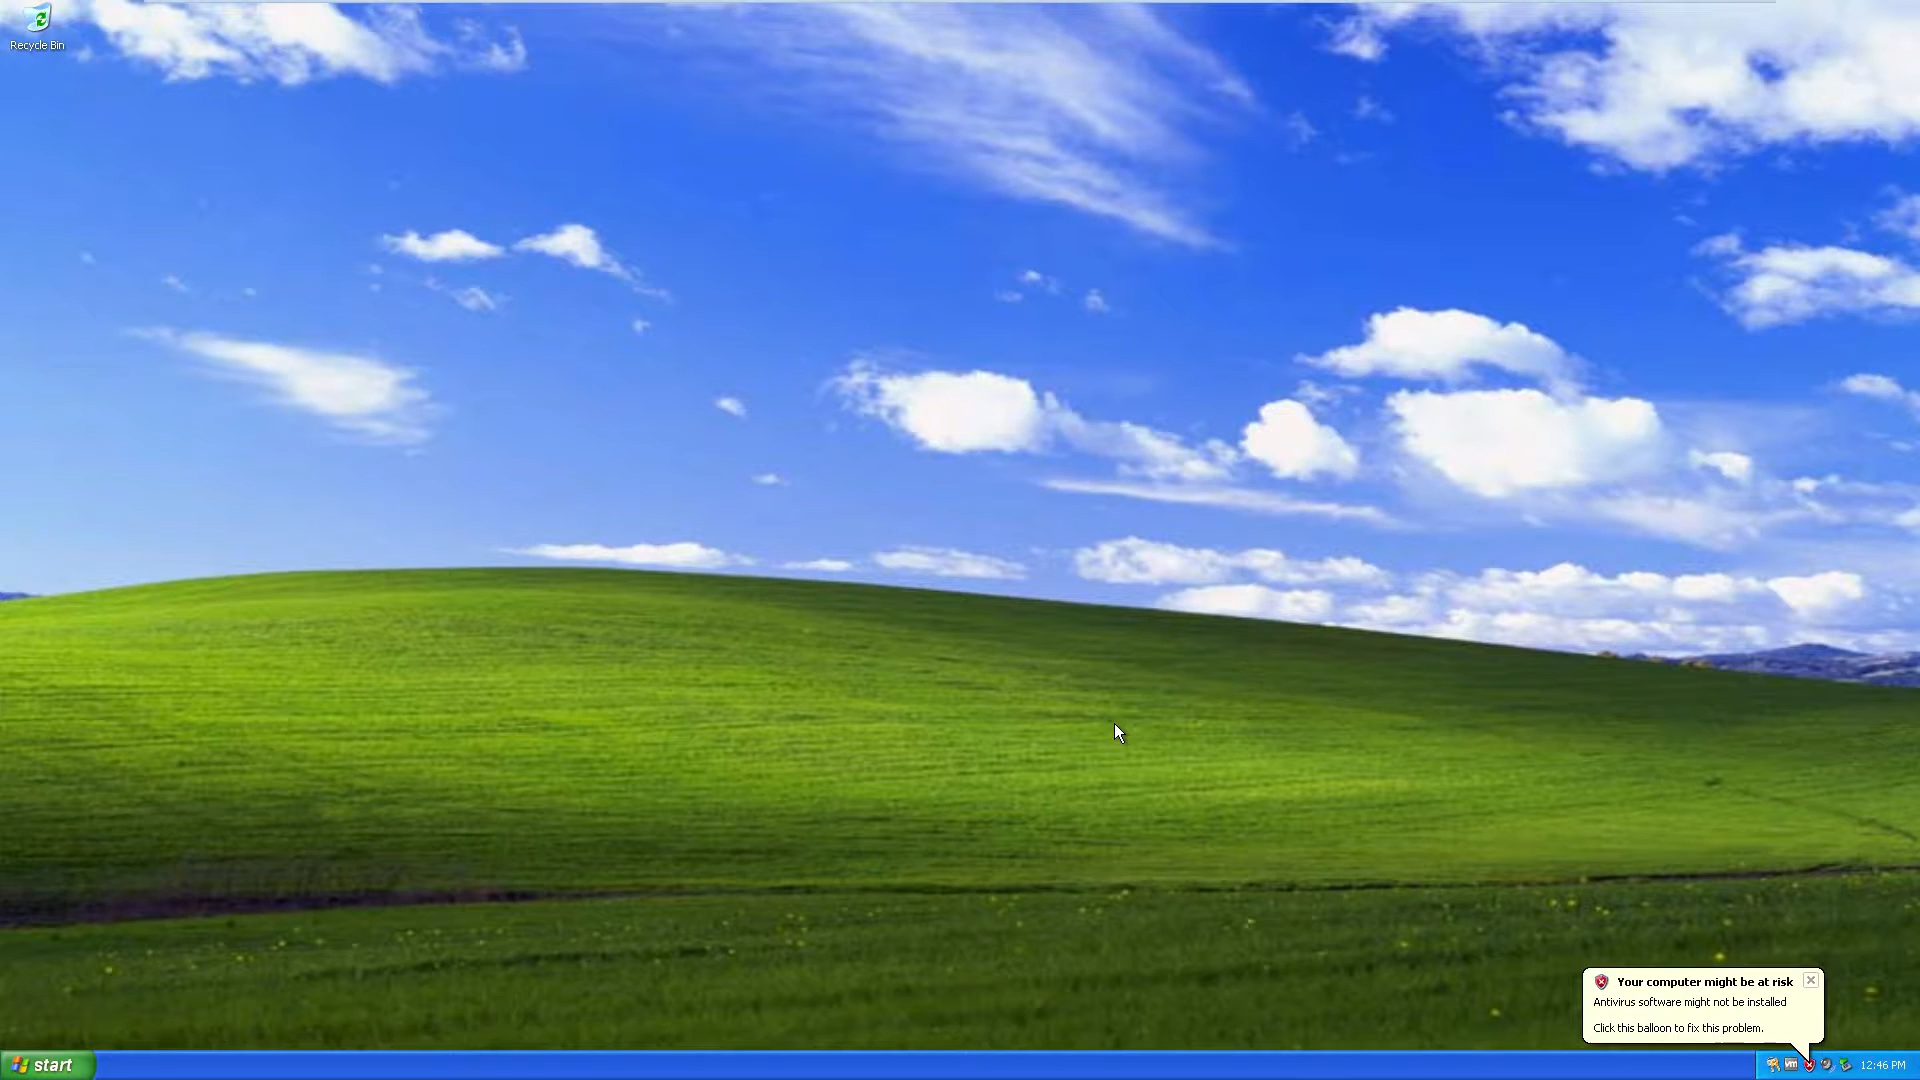 Recycle Bin
Your computer might be at risk
Antivirus software might not be installed
Click this balloon to fix this problem.
start
vm
12:46 PM